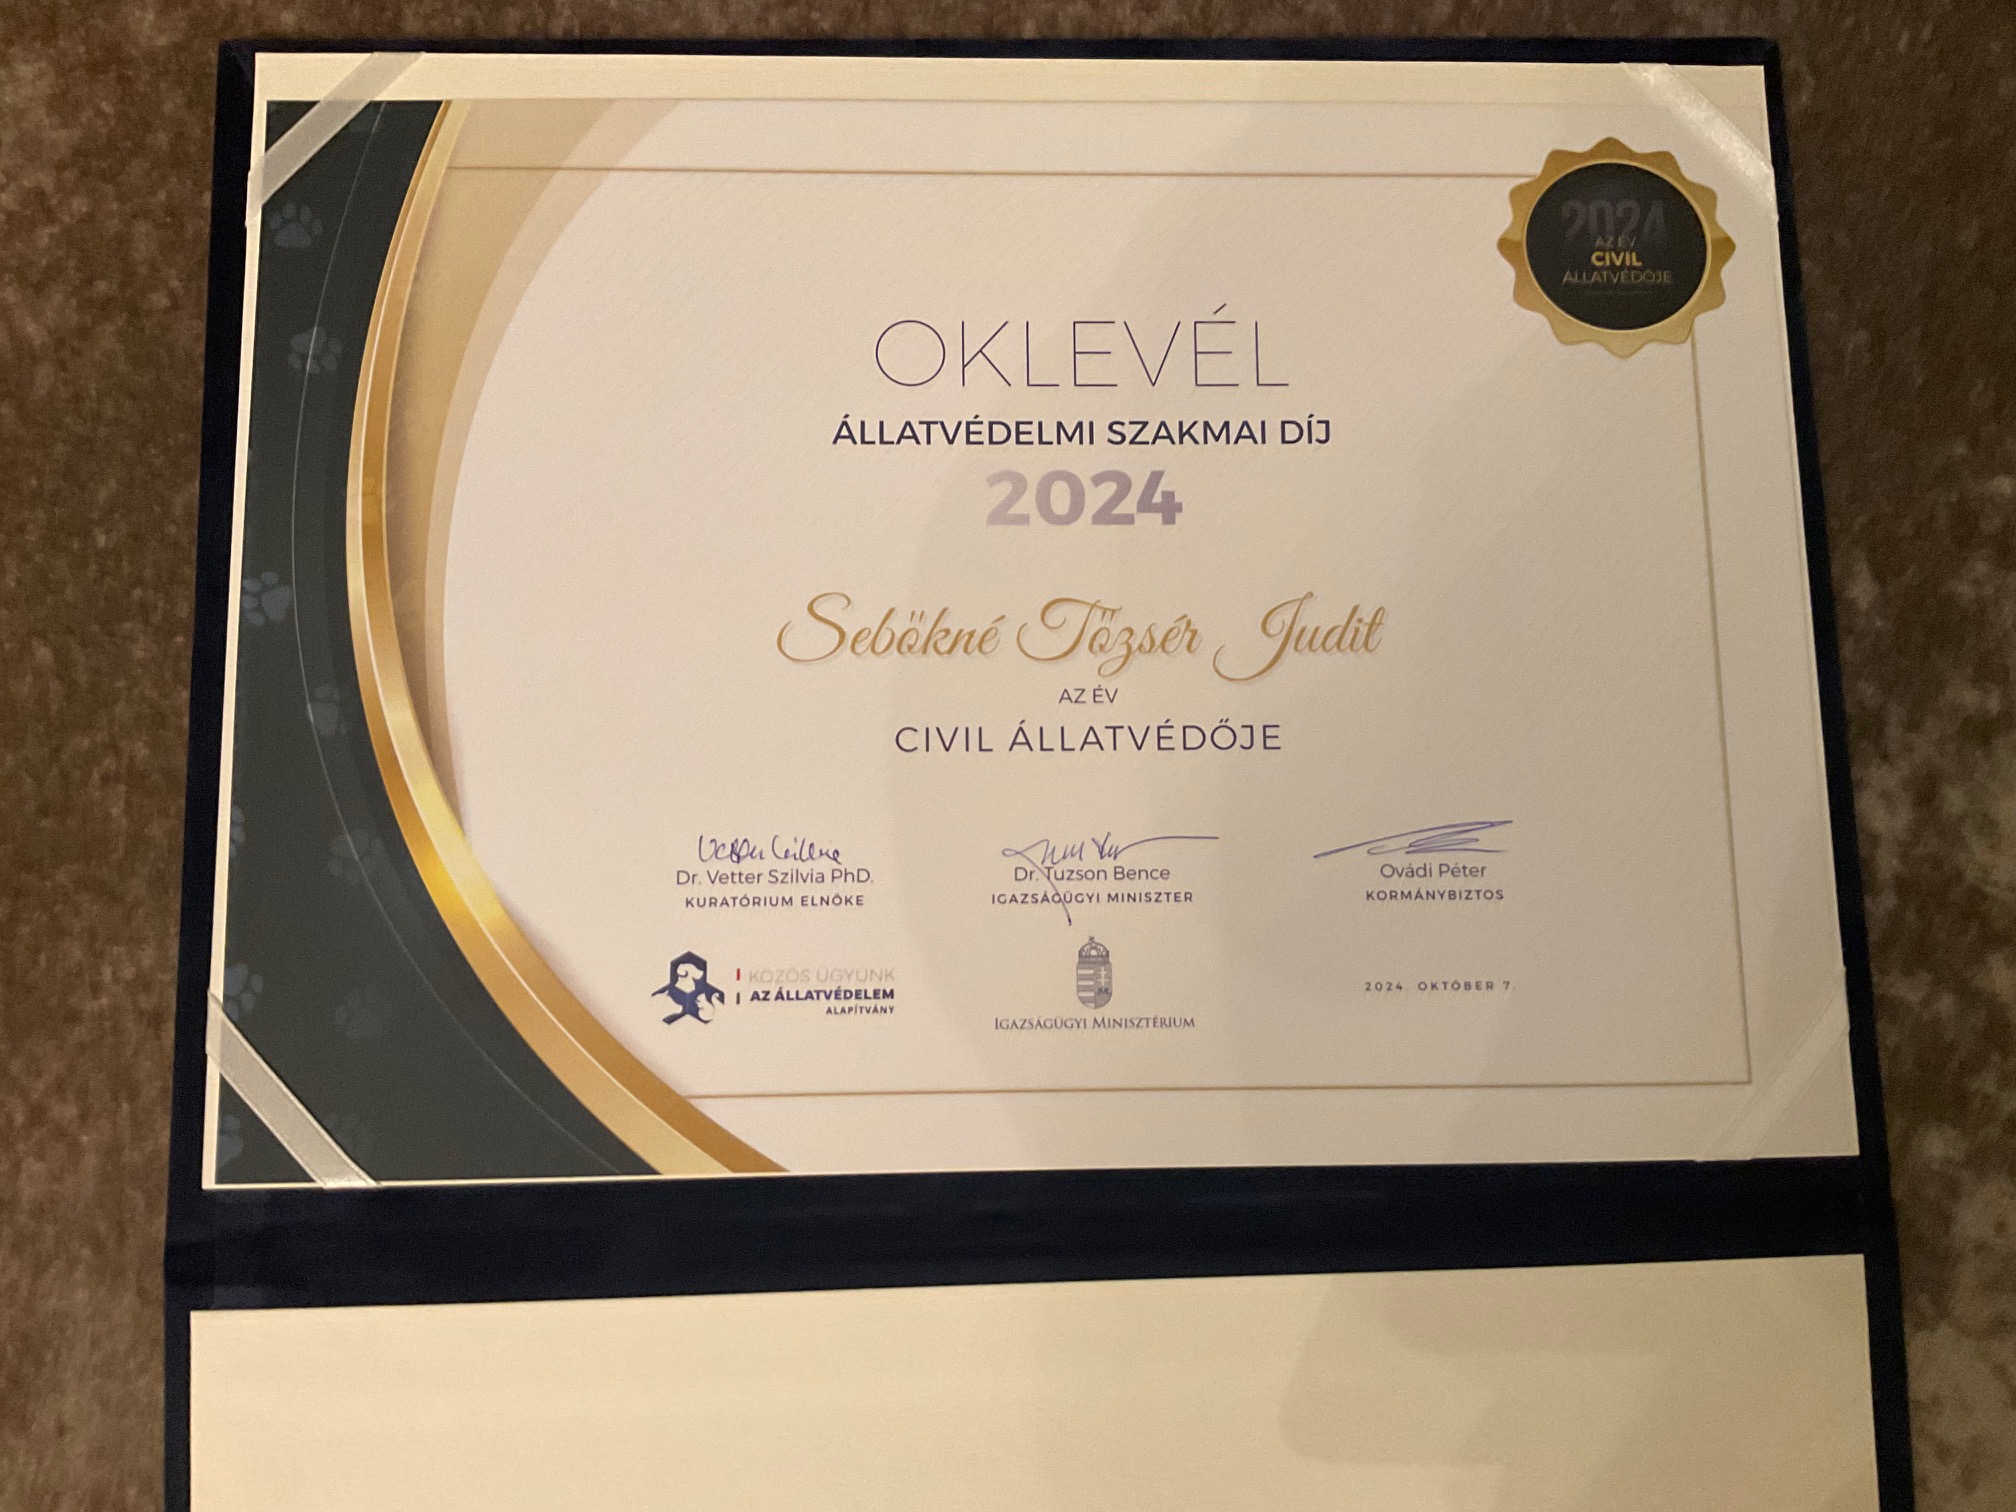 2024
AZ ÉV
CIVIL
ÁLLATVÉDŐJE
OKLEVÉL
ÁLLATVÉDELMI SZAKMAI DÍJ
2024
Sebőkné Tőzsér Judit
AZ ÉV
CIVIL ÁLLATVÉDŐJE
Dr. Vetter Szilvia PhD.
KURATÓRIUM ELNÖKE
Dr. Tuzson Bence
IGAZSÁGÜGYI MINISZTER
Ovádi Péter
KORMÁNYBIZTOS
KÖZÖS ÜGYÜNK
AZ ÁLLATVÉDELEM
ALAPÍTVÁNY
IGAZSÁGÜGYI MINISZTÉRIUM
2024. OKTÓBER 7.